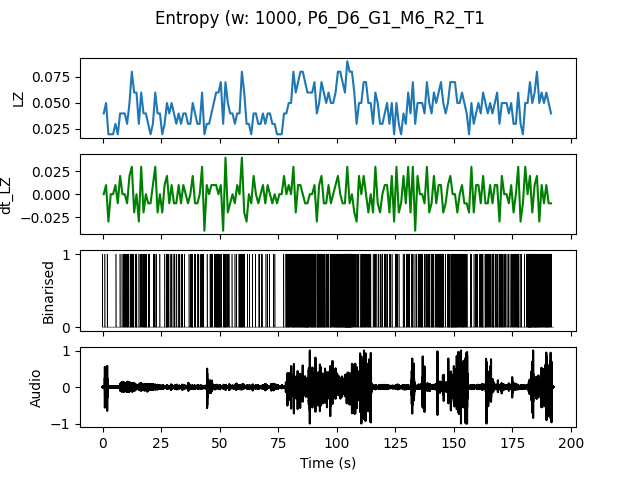 Entropy (w: 1000, P6_D6_G1_M6_R2_T1
LZ
0.075
0.050
0.025
dt_LZ
0.025
0.000
−0.025
Binarised
1
0
Audio
1
0
−1
0 25 50 75 100 125 150 175 200
Time (s)